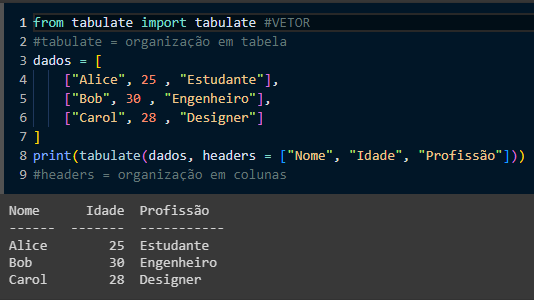 1 from tabulate import tabulate #VETOR
2 #tabulate = organização em tabela
3 dados = [
4     ["Alice", 25 , "Estudante"],
5     ["Bob", 30 , "Engenheiro"],
6     ["Carol", 28 , "Designer"]
7 ]
8 print(tabulate(dados, headers = ["Nome", "Idade", "Profissão"]))
9 #headers = organização em colunas
Nome      Idade  Profissão
------  -------  -----------
Alice        25  Estudante
Bob          30  Engenheiro
Carol        28  Designer